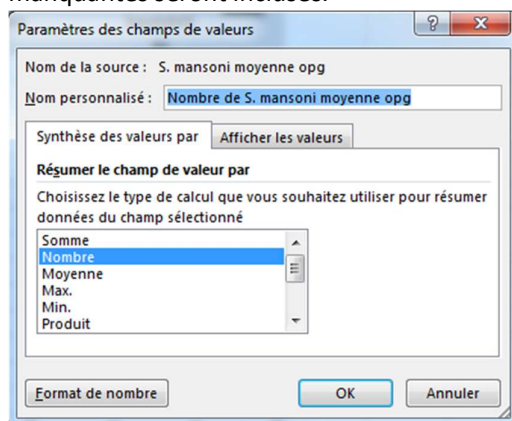 manquantes seront incluses.
Paramètres des champs de valeurs
Nom de la source : S. mansoni moyenne opg
Nom personnalisé : Nombre de S. mansoni moyenne opg
Synthèse des valeurs par Afficher les valeurs
Résumer le champ de valeur par
Choisissez le type de calcul que vous souhaitez utiliser pour résumer
données du champ sélectionné
Somme
Nombre
Moyenne
Max.
Min.
Produit
Format de nombre OK Annuler